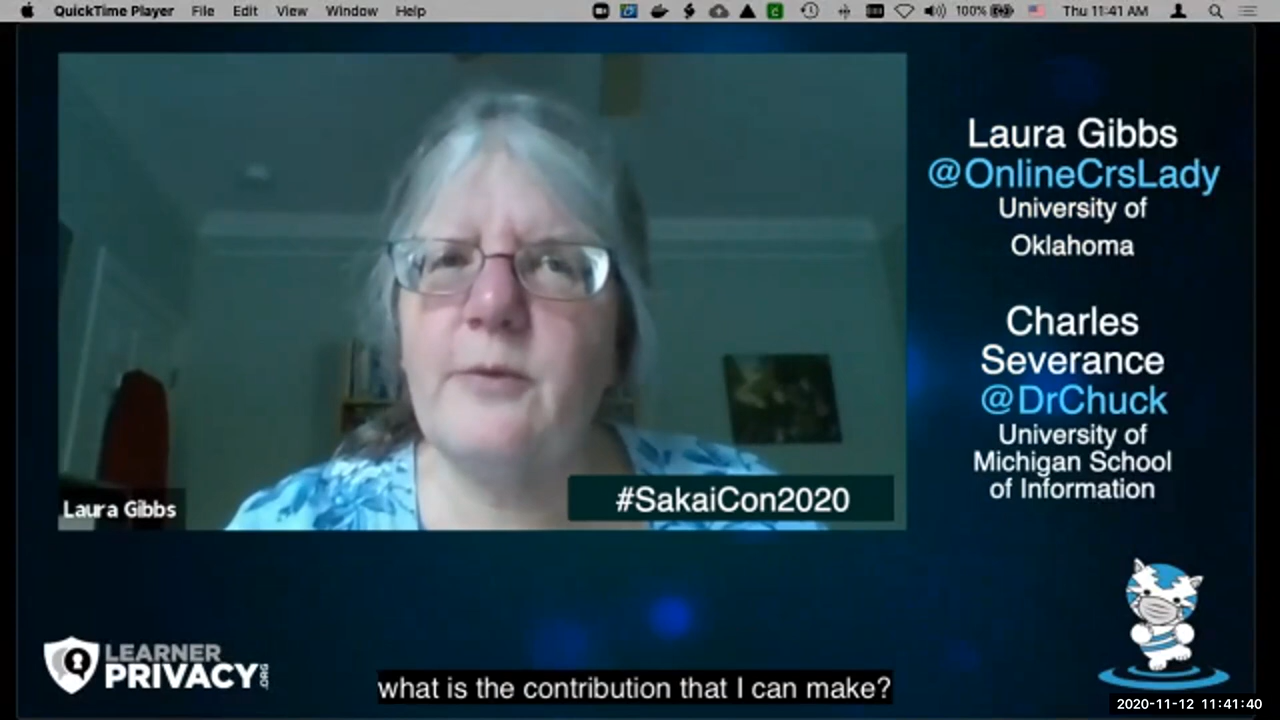 QuickTime Player File Edit View Window Help 100% Thu 11:41 AM
Laura Gibbs
@OnlineCrsLady
University of
Oklahoma
Charles
Severance
@DrChuck
University of
Michigan School
of Information
Laura Gibbs
#SakaiCon2020
LEARNER
PRIVACY.ORG
what is the contribution that I can make?
2020-11-12 11:41:40